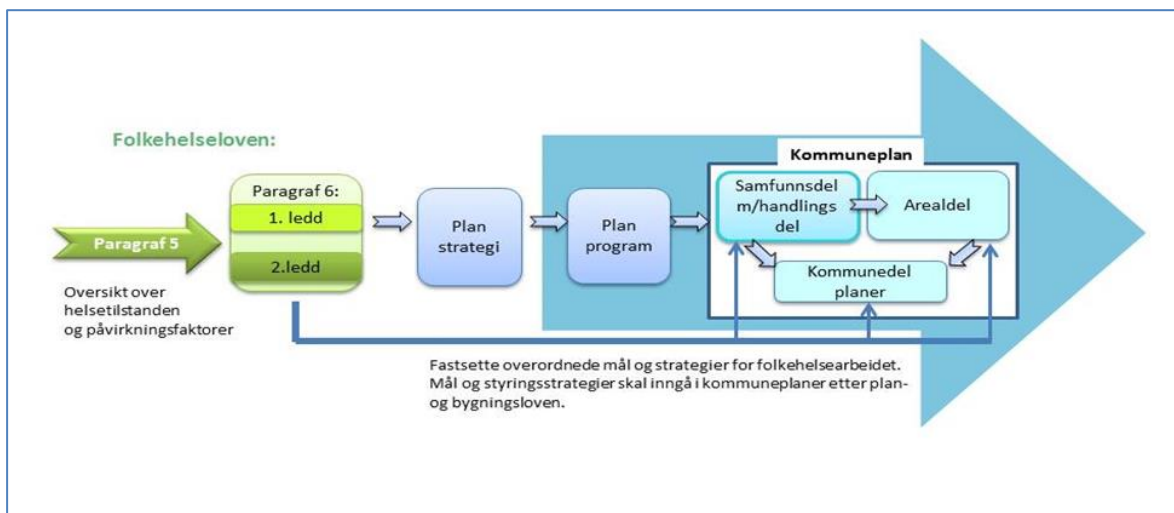 Folkehelseloven:
Paragraf 5
Oversikt over
helsetilstanden
og påvirkningsfaktorer
Paragraf 6:
1. ledd
2.ledd
Plan
strategi
Plan
program
Kommuneplan
Samfunnsdel
m/handlings
del
Arealdel
Kommunedel
planer
Fastsette overordnede mål og strategier for folkehelsearbeidet.
Mål og styringsstrategier skal inngå i kommuneplaner etter plan-
og bygningsloven.